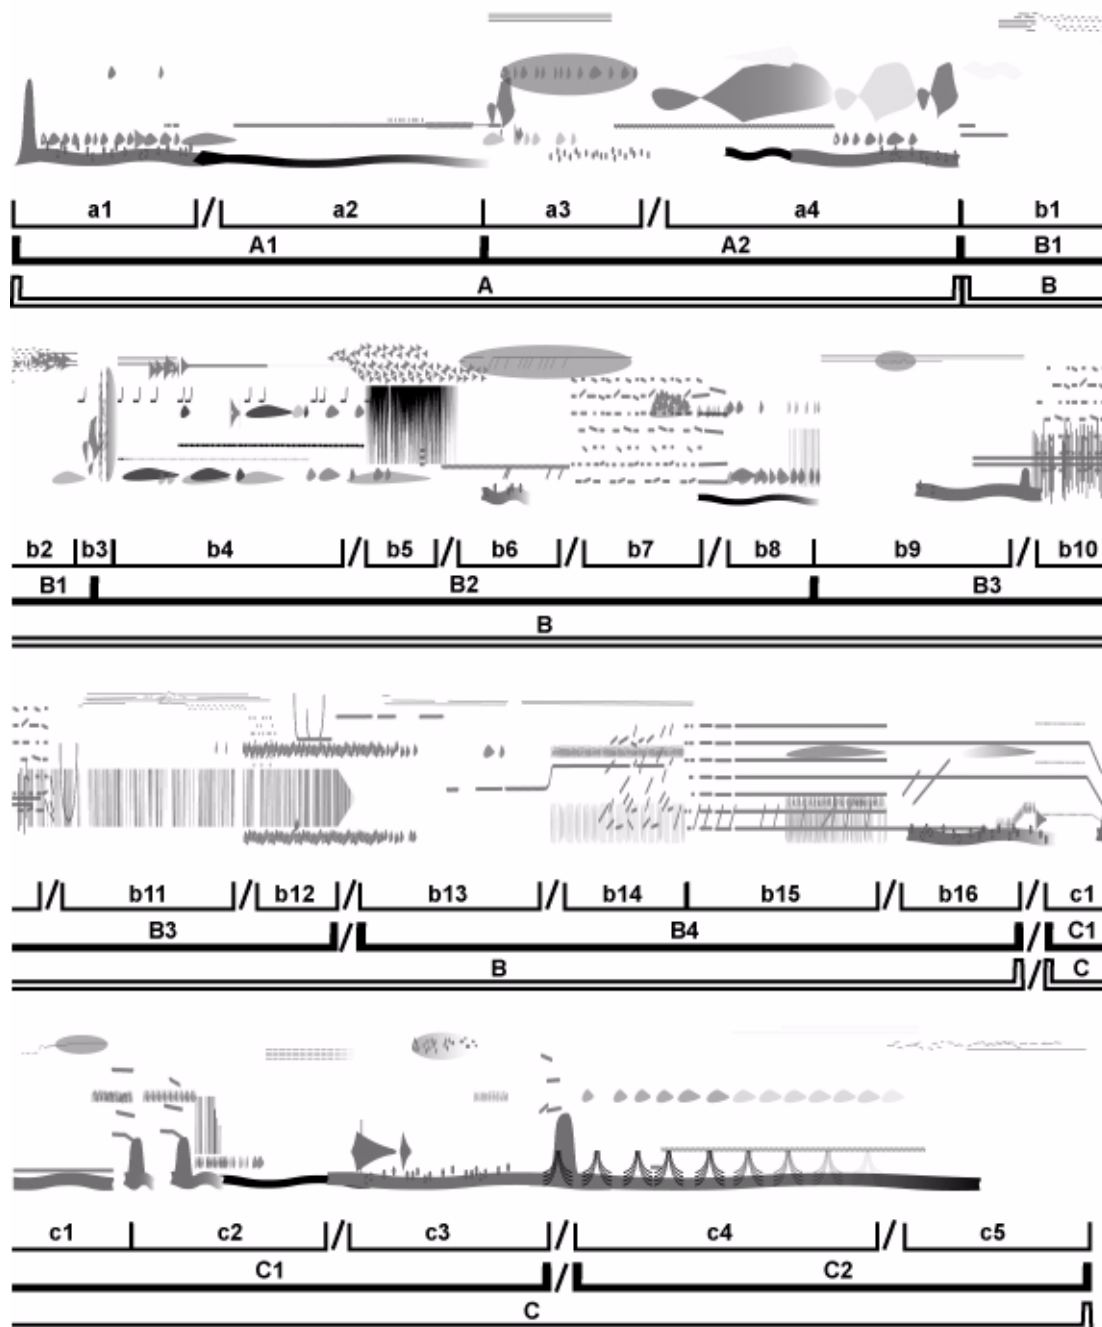 a1 / a2 a3 / a4 b1
A1 A2 B1
A B
b2 b3 b4 / b5 / b6 / b7 / b8 b9 / b10
B1 B2 B3
B
/ b11 / b12 / b13 / b14 b15 / b16 / c1
B3 / B4 / C1
B / C
c1 c2 / c3 / c4 / c5
C1 / C2
C